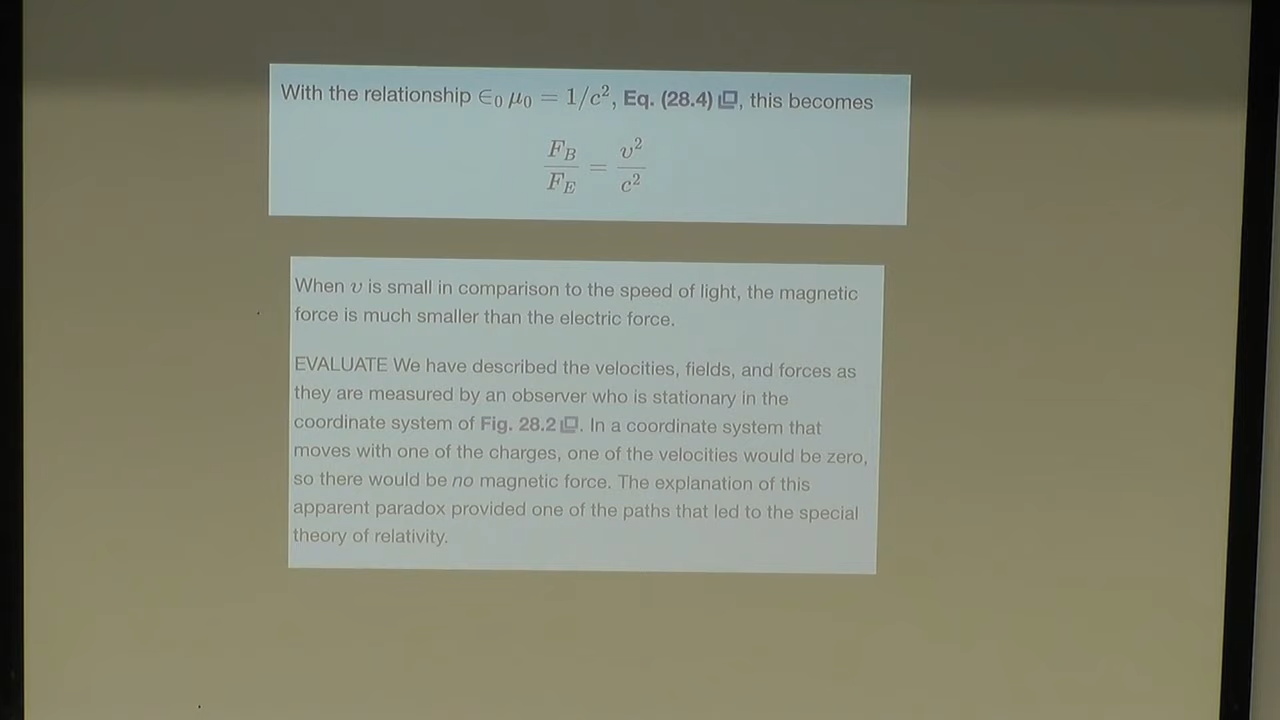 With the relationship ∈₀ μ₀ = 1/c², Eq. (28.4), this becomes
F_B / F_E = υ² / c²
When υ is small in comparison to the speed of light, the magnetic
force is much smaller than the electric force.
EVALUATE We have described the velocities, fields, and forces as
they are measured by an observer who is stationary in the
coordinate system of Fig. 28.2. In a coordinate system that
moves with one of the charges, one of the velocities would be zero,
so there would be no magnetic force. The explanation of this
apparent paradox provided one of the paths that led to the special
theory of relativity.